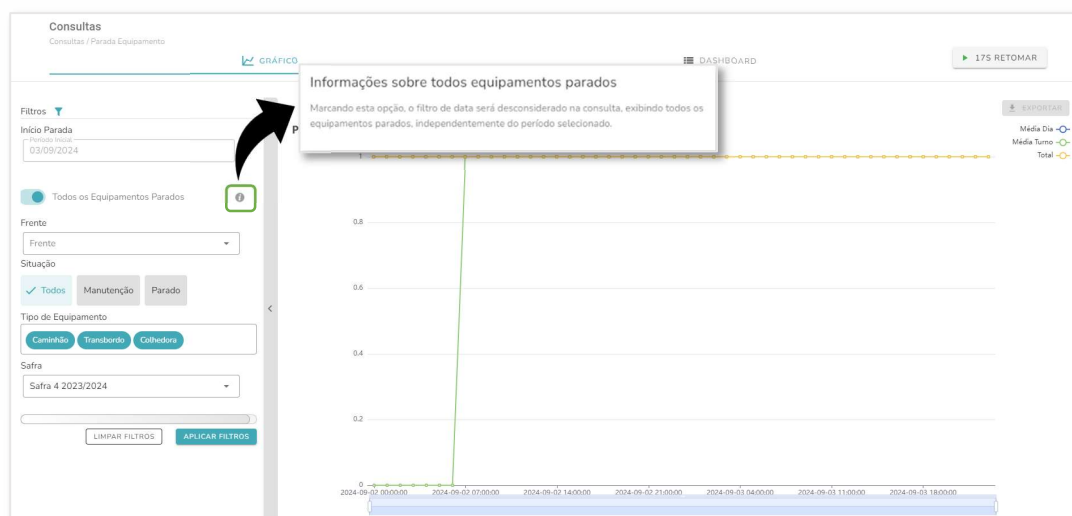 Consultas
Consultas / Parada Equipamento
GRÁFICO
DASHBOARD
175 RETOMAR
Informações sobre todos equipamentos parados
Marcando esta opção, o filtro de data será desconsiderado na consulta, exibindo todos os
equipamentos parados, independentemente do período selecionado.
Filtros
Início Parada
Período Inicial
03/09/2024
Todos os Equipamentos Parados
Frente
Frente
Situação
Todos
Manutenção
Parado
Tipo de Equipamento
Caminhão
Transbordo
Colhedora
Safra
Safra 4 2023/2024
LIMPAR FILTROS
APLICAR FILTROS
EXPORTAR
Média Dia
Média Turno
Total
P
1
0.8
0.6
0.4
0.2
0
2024-09-02 00:00:00
2024-09-02 07:00:00
2024-09-02 14:00:00
2024-09-02 21:00:00
2024-09-03 04:00:00
2024-09-03 11:00:00
2024-09-03 18:00:00